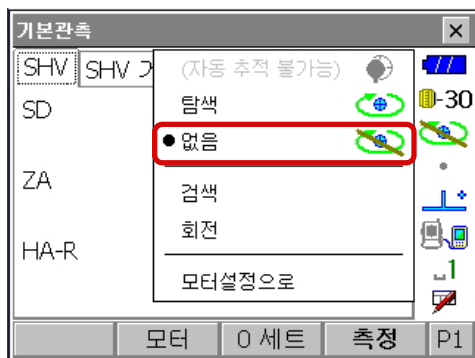 기본관측
SHV SHV
(자동 추적 불가능)
-30
SD
탐색
● 없음
ZA
검색
회전
HA-R
모터설정으로
1
모터 0 세트 측정 P1